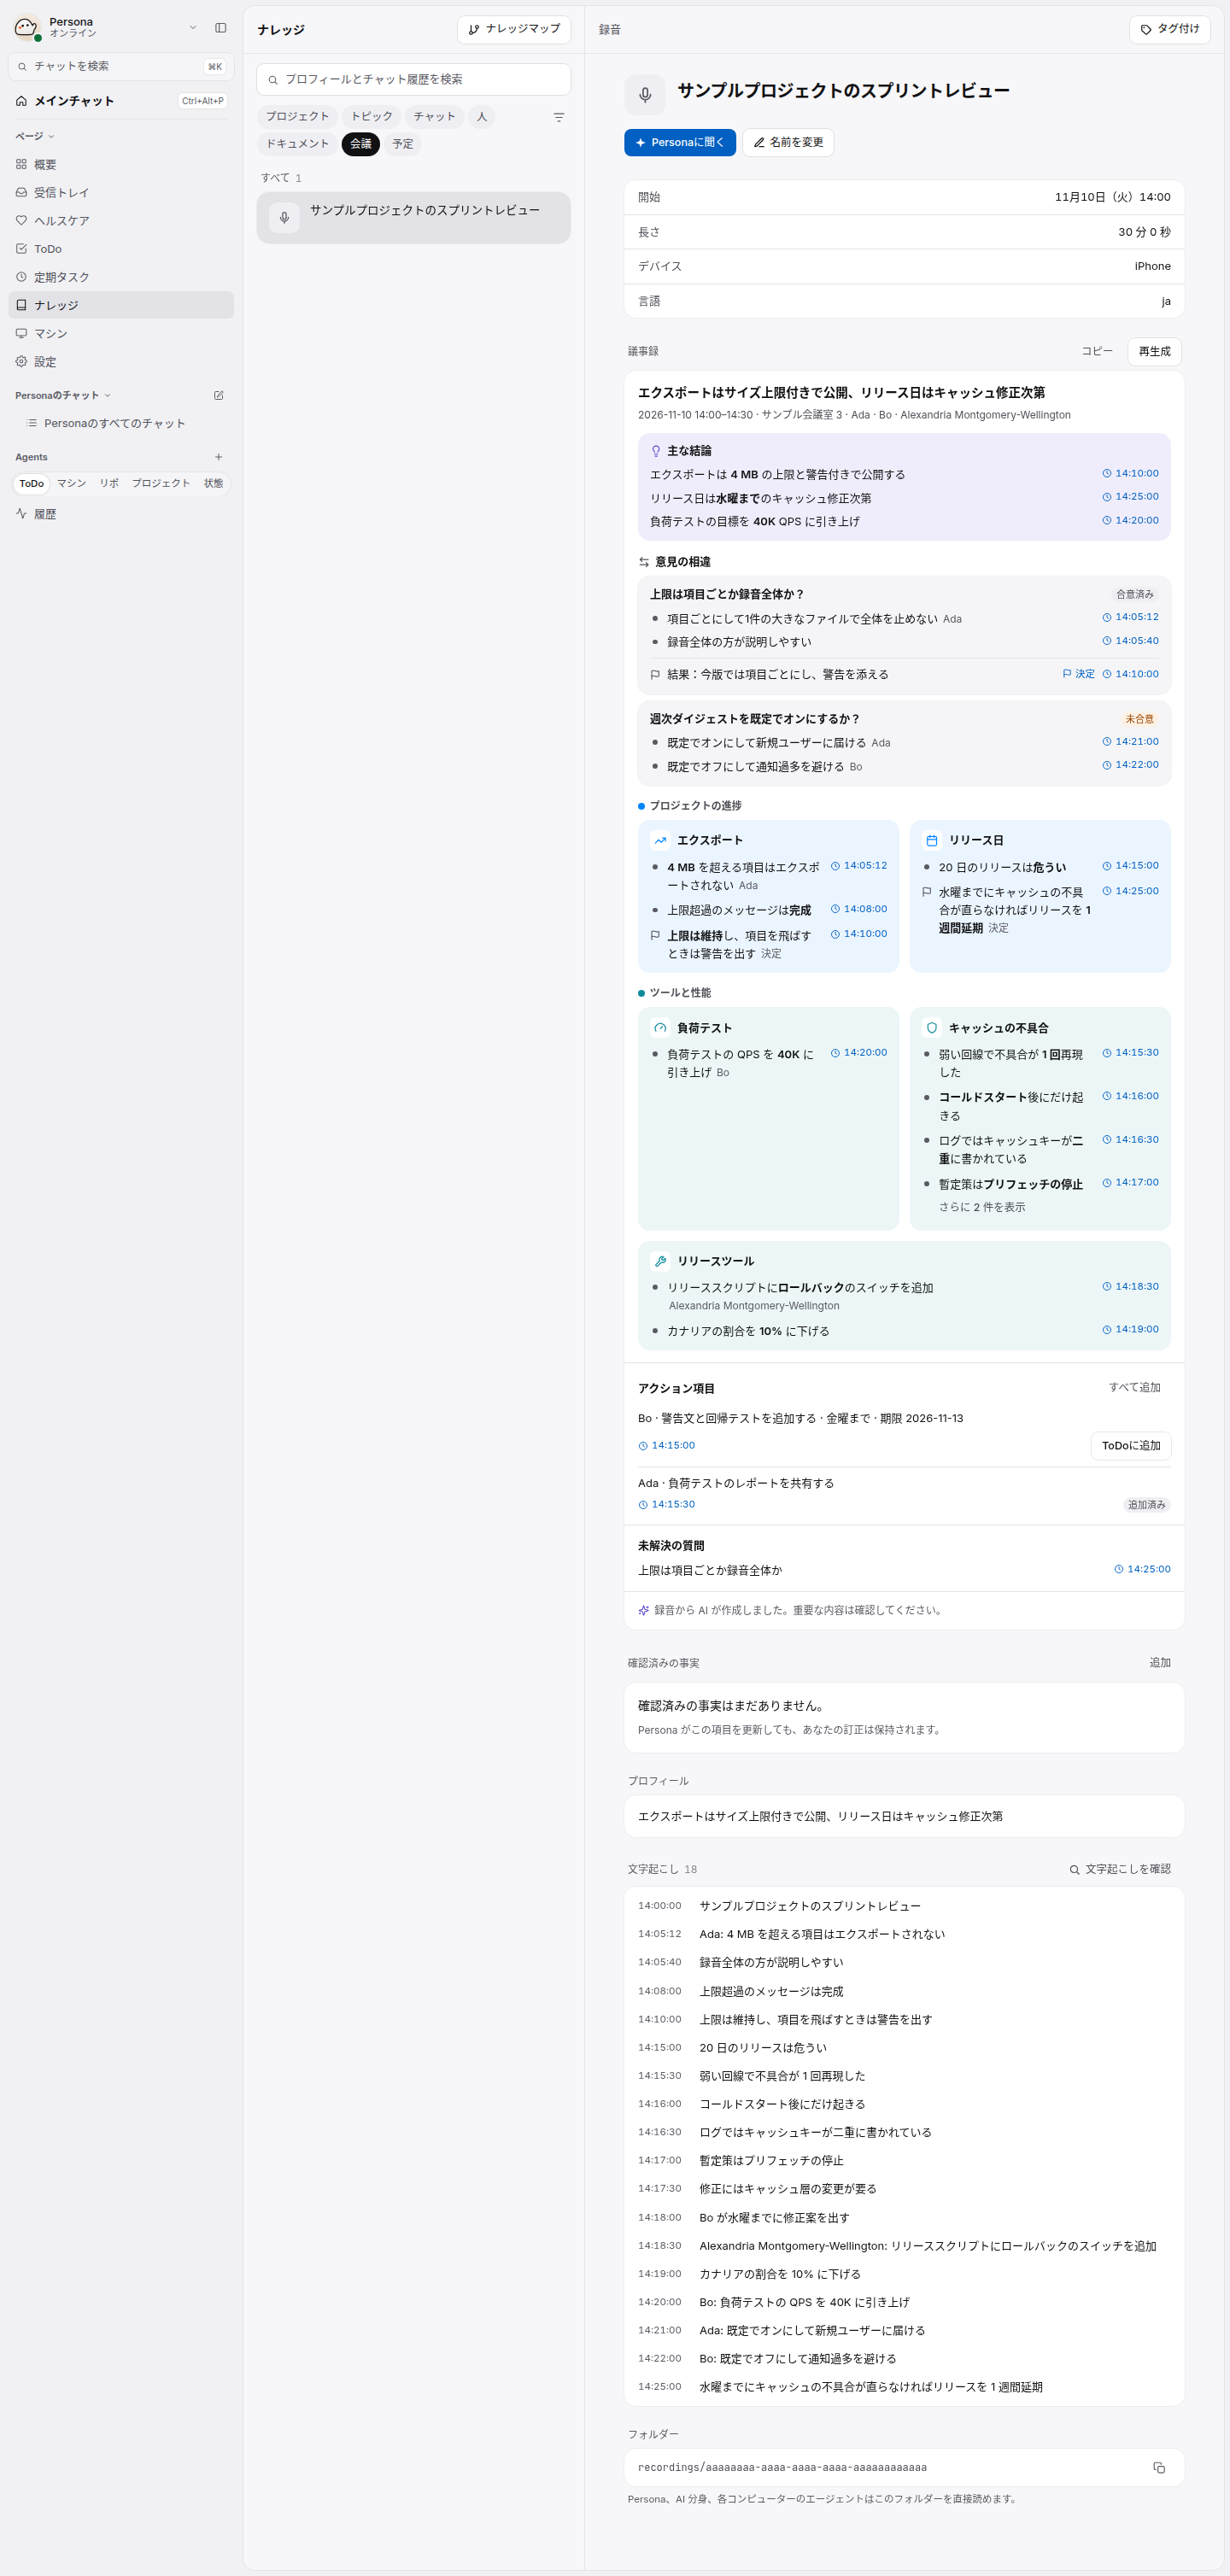 Persona
オンライン
チャットを検索
⌘K
メインチャット
Ctrl+Alt+P
ページ
概要
受信トレイ
ヘルスケア
ToDo
定期タスク
ナレッジ
マシン
設定
Personaのチャット
Personaのすべてのチャット
Agents
ToDo マシン リポ プロジェクト 状態
履歴
ナレッジ
ナレッジマップ
プロフィールとチャット履歴を検索
プロジェクト トピック チャット 人
ドキュメント 会議 予定
すべて 1
サンプルプロジェクトのスプリントレビュー
録音
タグ付け
サンプルプロジェクトのスプリントレビュー
Personaに聞く
名前を変更
開始 11月10日（火）14:00
長さ 30 分 0 秒
デバイス iPhone
言語 ja
議事録 コピー 再生成
エクスポートはサイズ上限付きで公開、リリース日はキャッシュ修正次第
2026-11-10 14:00–14:30 · サンプル会議室 3 · Ada · Bo · Alexandria Montgomery-Wellington
主な結論
エクスポートは 4 MB の上限と警告付きで公開する 14:10:00
リリース日は水曜までのキャッシュ修正次第 14:25:00
負荷テストの目標を 40K QPS に引き上げ 14:20:00
意見の相違
上限は項目ごとか録音全体か？ 合意済み
項目ごとにして1件の大きなファイルで全体を止めない Ada 14:05:12
録音全体の方が説明しやすい 14:05:40
結果：今版では項目ごとにし、警告を添える 決定 14:10:00
週次ダイジェストを既定でオンにするか？ 未合意
既定でオンにして新規ユーザーに届ける Ada 14:21:00
既定でオフにして通知過多を避ける Bo 14:22:00
プロジェクトの進捗
エクスポート
4 MB を超える項目はエクスポ 14:05:12
ートされない Ada
上限超過のメッセージは完成 14:08:00
上限は維持し、項目を飛ばす 14:10:00
ときは警告を出す 決定
リリース日
20 日のリリースは危うい 14:15:00
水曜までにキャッシュの不具 14:25:00
合が直らなければリリースを 1
週間延期 決定
ツールと性能
負荷テスト
負荷テストの QPS を 40K に 14:20:00
引き上げ Bo
キャッシュの不具合
弱い回線で不具合が 1 回再現 14:15:30
した
コールドスタート後にだけ起 14:16:00
きる
ログではキャッシュキーが二 14:16:30
重に書かれている
暫定策はプリフェッチの停止 14:17:00
さらに 2 件を表示
リリースツール
リリーススクリプトにロールバックのスイッチを追加 14:18:30
Alexandria Montgomery-Wellington
カナリアの割合を 10% に下げる 14:19:00
アクション項目 すべて追加
Bo · 警告文と回帰テストを追加する · 金曜まで · 期限 2026-11-13
14:15:00 ToDoに追加
Ada · 負荷テストのレポートを共有する
14:15:30 追加済み
未解決の質問
上限は項目ごとか録音全体か 14:25:00
録音から AI が作成しました。重要な内容は確認してください。
確認済みの事実 追加
確認済みの事実はまだありません。
Persona がこの項目を更新しても、あなたの訂正は保持されます。
プロフィール
エクスポートはサイズ上限付きで公開、リリース日はキャッシュ修正次第
文字起こし 18 文字起こしを確認
14:00:00 サンプルプロジェクトのスプリントレビュー
14:05:12 Ada: 4 MB を超える項目はエクスポートされない
14:05:40 録音全体の方が説明しやすい
14:08:00 上限超過のメッセージは完成
14:10:00 上限は維持し、項目を飛ばすときは警告を出す
14:15:00 20 日のリリースは危うい
14:15:30 弱い回線で不具合が 1 回再現した
14:16:00 コールドスタート後にだけ起きる
14:16:30 ログではキャッシュキーが二重に書かれている
14:17:00 暫定策はプリフェッチの停止
14:17:30 修正にはキャッシュ層の変更が要る
14:18:00 Bo が水曜までに修正案を出す
14:18:30 Alexandria Montgomery-Wellington: リリーススクリプトにロールバックのスイッチを追加
14:19:00 カナリアの割合を 10% に下げる
14:20:00 Bo: 負荷テストの QPS を 40K に引き上げ
14:21:00 Ada: 既定でオンにして新規ユーザーに届ける
14:22:00 Bo: 既定でオフにして通知過多を避ける
14:25:00 水曜までにキャッシュの不具合が直らなければリリースを 1 週間延期
フォルダー
recordings/aaaaaaaa-aaaa-aaaa-aaaa-aaaaaaaaaaaa
Persona、AI 分身、各コンピューターのエージェントはこのフォルダーを直接読めます。